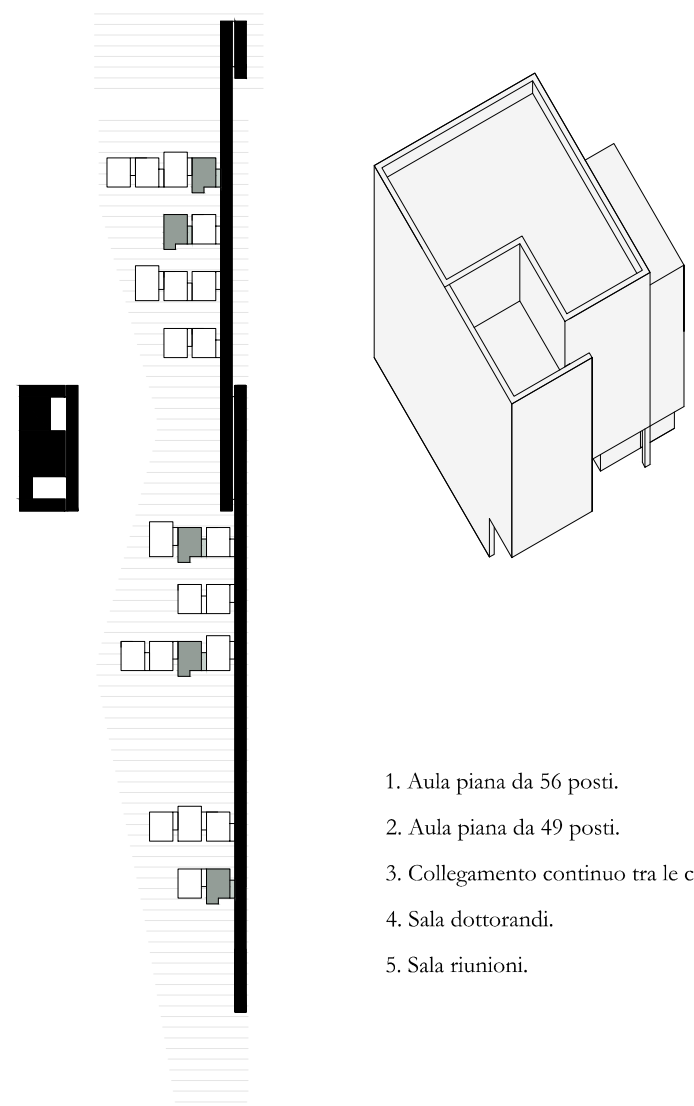 1. Aula piana da 56 posti.
2. Aula piana da 49 posti.
3. Collegamento continuo tra le c
4. Sala dottorandi.
5. Sala riunioni.